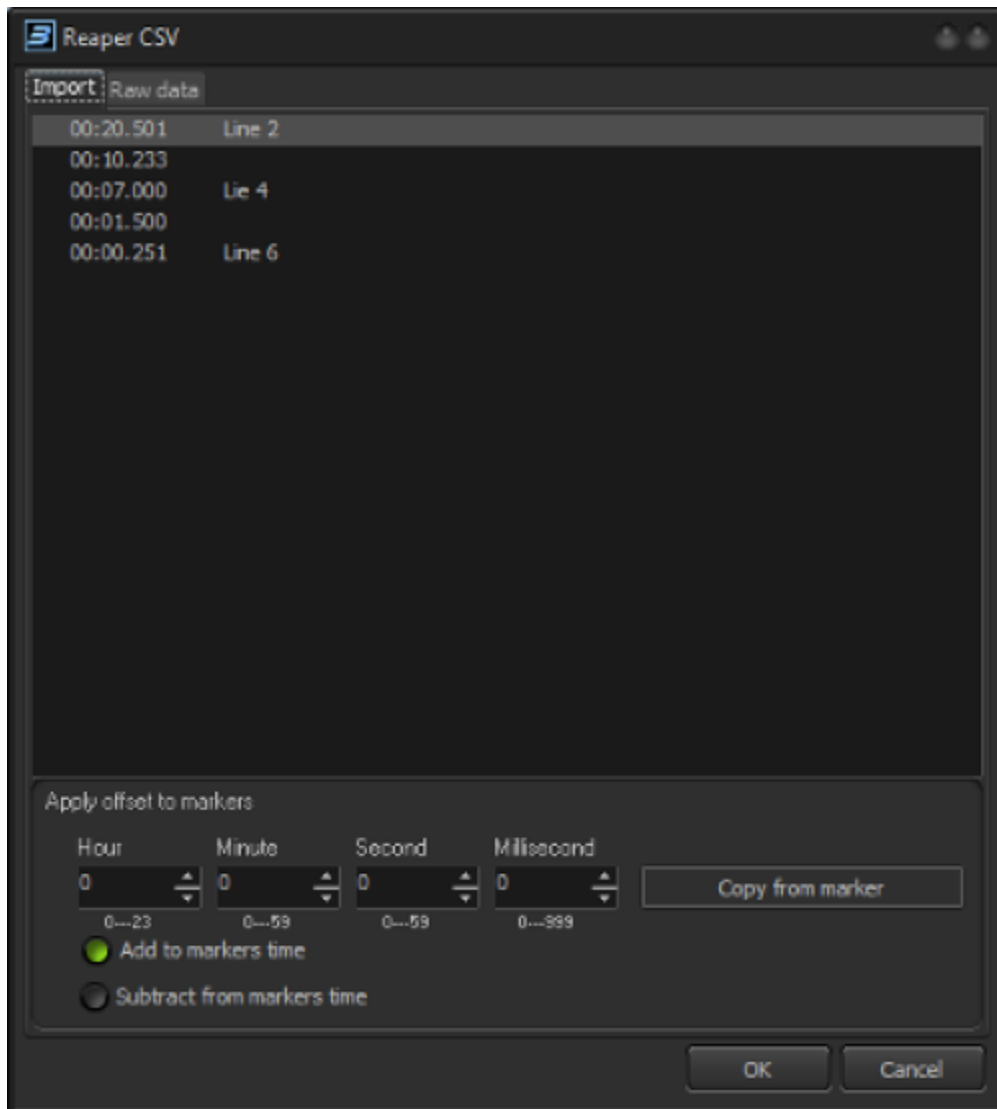 Reaper CSV
Import Raw data
00:20.501 Line 2
00:10.233
00:07.000 Lie 4
00:01.500
00:00.251 Line 6
Apply offset to markers
Hour Minute Second Millisecond
0 0 0 0 Copy from marker
0---23 0---59 0---59 0---999
Add to markers time
Subtract from markers time
OK Cancel